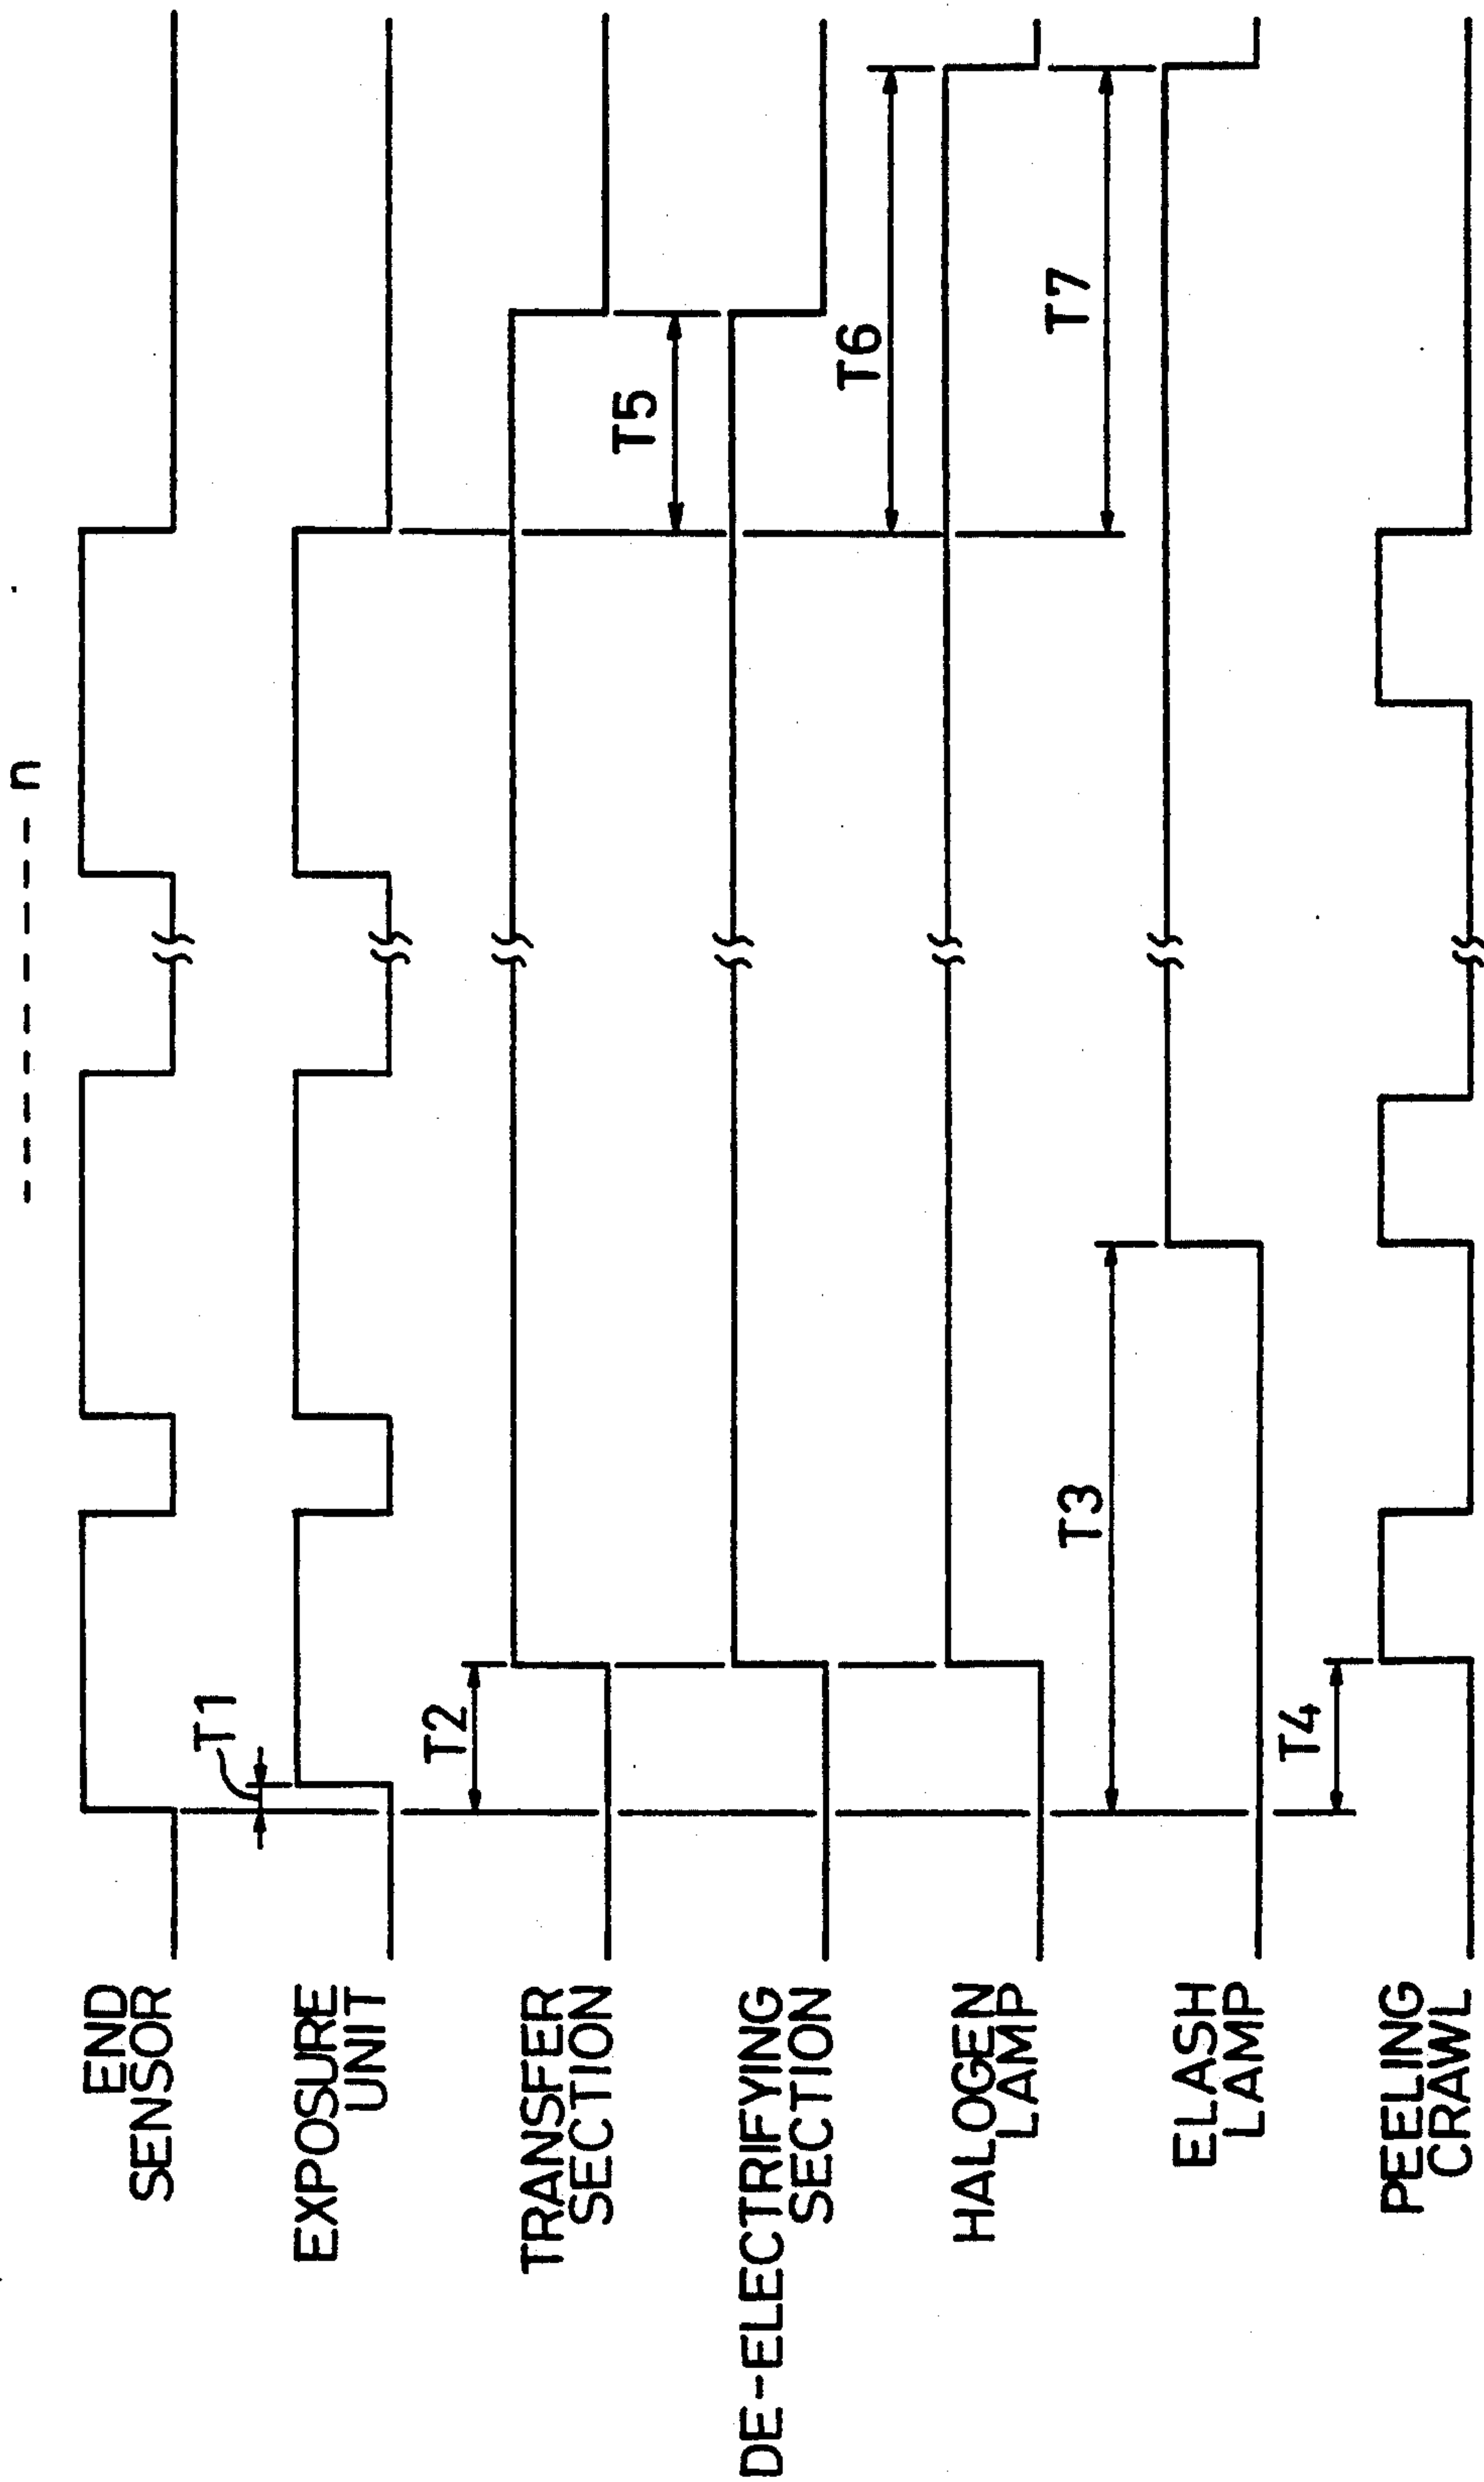 n
END
SENSOR
T1
EXPOSURE
UNIT
T2
TRANSFER
SECTION
T5
DE-ELECTRIFYING
SECTION
T6
HALOGEN
LAMP
T3
T7
ELASH
LAMP
T4
PEELING
CRAWL